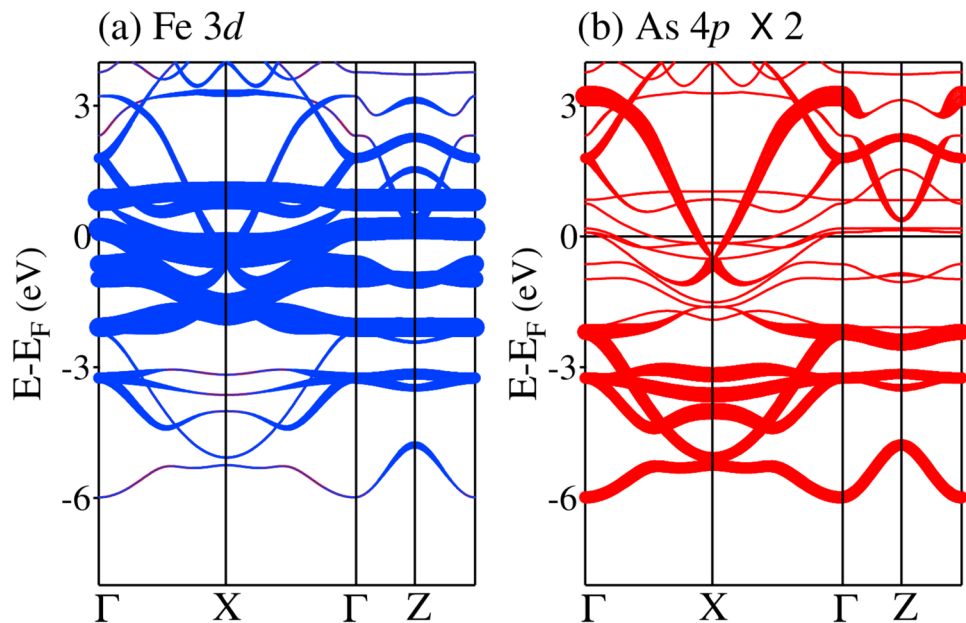 (a) Fe 3d
(b) As 4p X 2
E-E_F (eV)
3
0
-3
-6
Γ X Γ Z
E-E_F (eV)
3
0
-3
-6
Γ X Γ Z